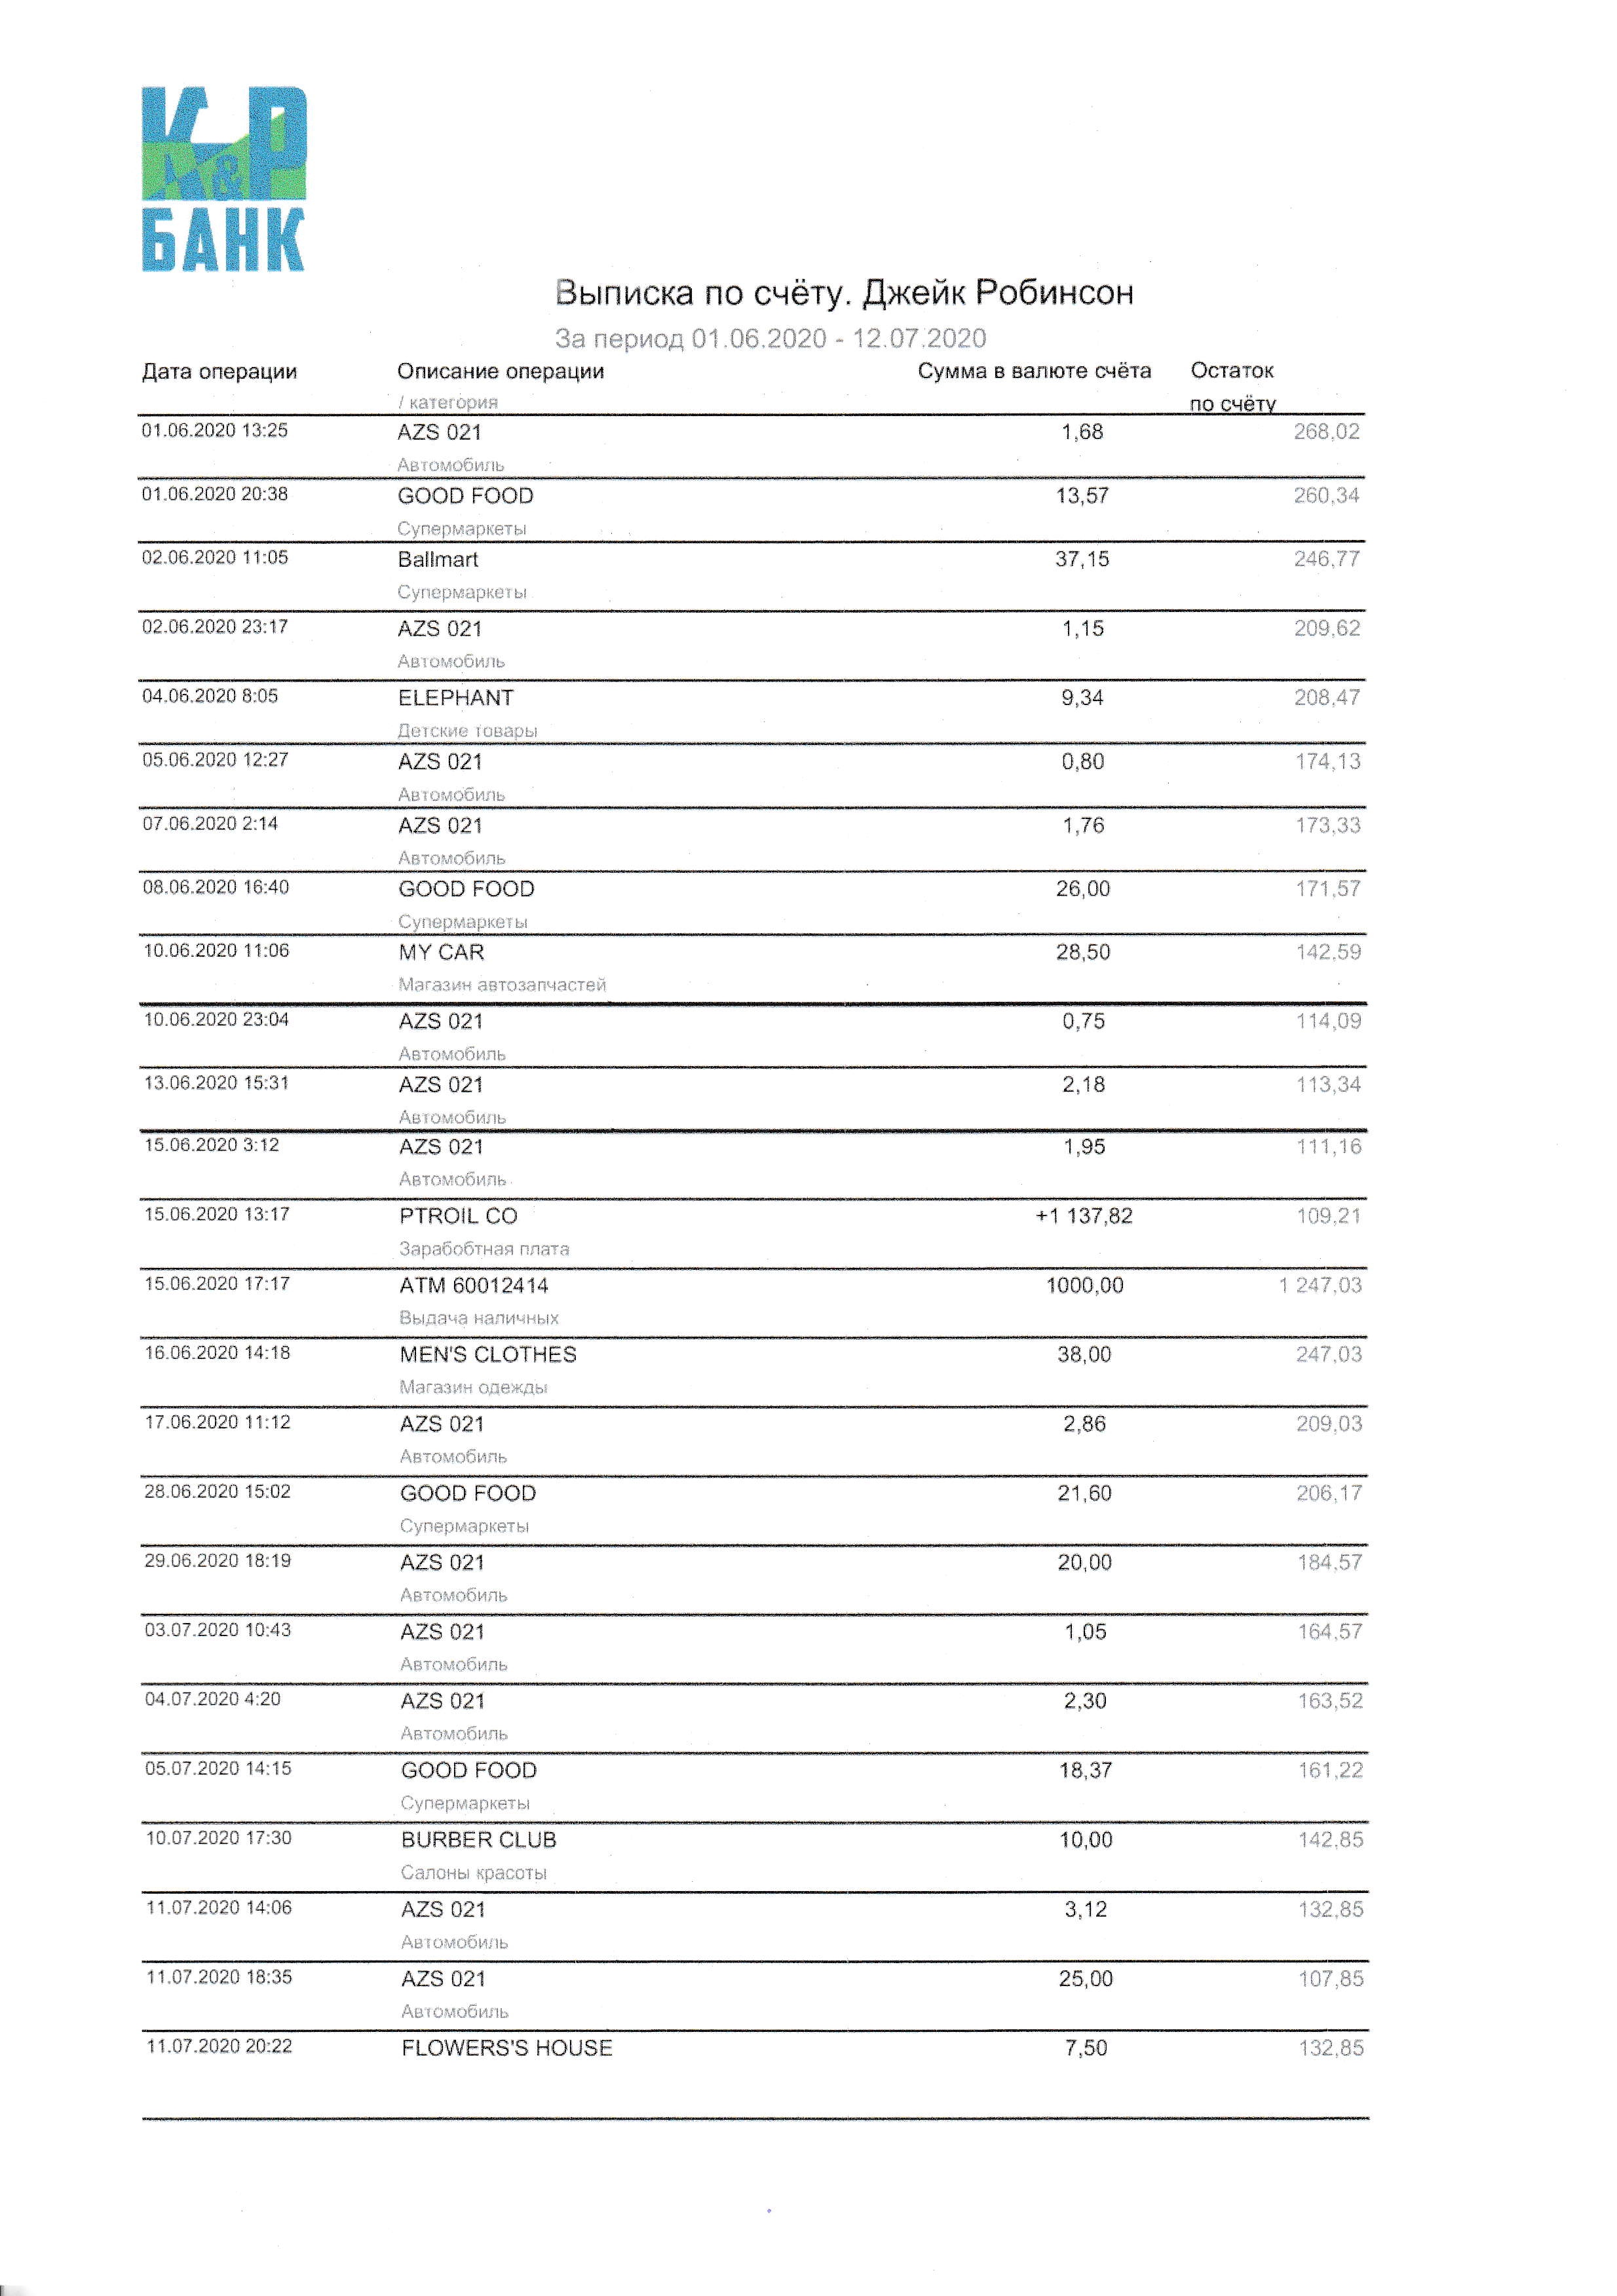 КА&Р
БАНК
Выписка по счёту. Джейк Робинсон
За период 01.06.2020 - 12.07.2020
Дата операции Описание операции Сумма в валюте счёта Остаток
/ категория по счёту
01.06.2020 13:25 AZS 021 1,68 268,02
Автомобиль
01.06.2020 20:38 GOOD FOOD 13,57 260,34
Супермаркеты
02.06.2020 11:05 Ballmart 37,15 246,77
Супермаркеты
02.06.2020 23:17 AZS 021 1,15 209,62
Автомобиль
04.06.2020 8:05 ELEPHANT 9,34 208,47
Детские товары
05.06.2020 12:27 AZS 021 0,80 174,13
Автомобиль
07.06.2020 2:14 AZS 021 1,76 173,33
Автомобиль
08.06.2020 16:40 GOOD FOOD 26,00 171,57
Супермаркеты
10.06.2020 11:06 MY CAR 28,50 142,59
Магазин автозапчастей
10.06.2020 23:04 AZS 021 0,75 114,09
Автомобиль
13.06.2020 15:31 AZS 021 2,18 113,34
Автомобиль
15.06.2020 3:12 AZS 021 1,95 111,16
Автомобиль
15.06.2020 13:17 PTROIL CO +1 137,82 109,21
Зарабобтная плата
15.06.2020 17:17 ATM 60012414 1000,00 1 247,03
Выдача наличных
16.06.2020 14:18 MEN'S CLOTHES 38,00 247,03
Магазин одежды
17.06.2020 11:12 AZS 021 2,86 209,03
Автомобиль
28.06.2020 15:02 GOOD FOOD 21,60 206,17
Супермаркеты
29.06.2020 18:19 AZS 021 20,00 184,57
Автомобиль
03.07.2020 10:43 AZS 021 1,05 164,57
Автомобиль
04.07.2020 4:20 AZS 021 2,30 163,52
Автомобиль
05.07.2020 14:15 GOOD FOOD 18,37 161,22
Супермаркеты
10.07.2020 17:30 BURBER CLUB 10,00 142,85
Салоны красоты
11.07.2020 14:06 AZS 021 3,12 132,85
Автомобиль
11.07.2020 18:35 AZS 021 25,00 107,85
Автомобиль
11.07.2020 20:22 FLOWERS'S HOUSE 7,50 132,85